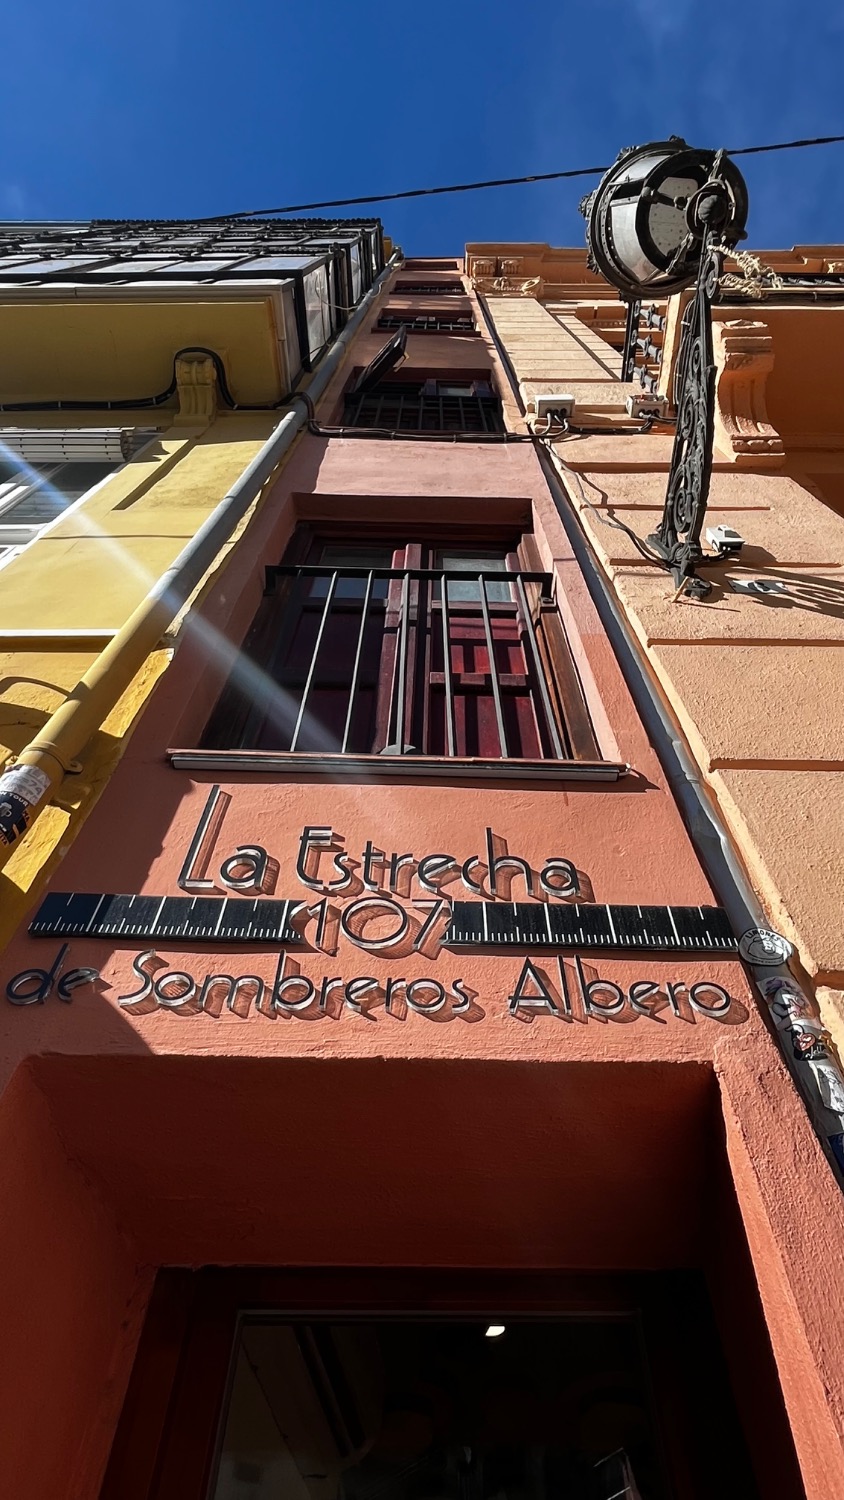 La Estrecha
107
de Sombreros Albero